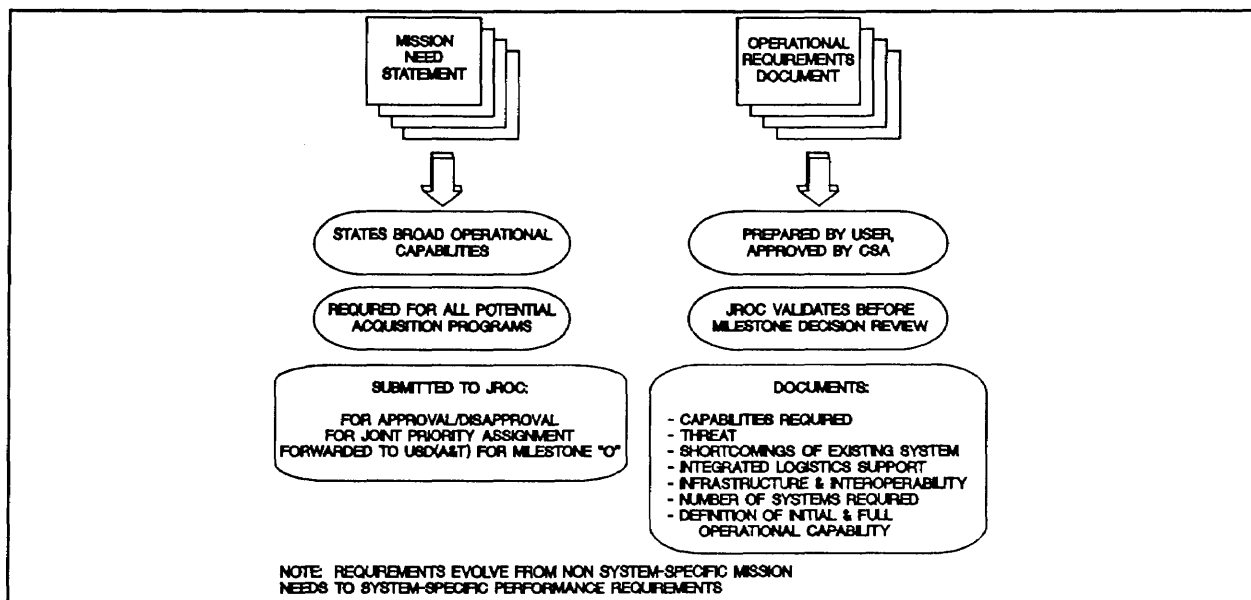 MISSION
NEED
STATEMENT
STATES BROAD OPERATIONAL
CAPABILITIES
REQUIRED FOR ALL POTENTIAL
ACQUISITION PROGRAMS
SUBMITTED TO JROC:
FOR APPROVAL/DISAPPROVAL
FOR JOINT PRIORITY ASSIGNMENT
FORWARDED TO USD(A&T) FOR MILESTONE "O"
OPERATIONAL
REQUIREMENTS
DOCUMENT
PREPARED BY USER,
APPROVED BY CSA
JROC VALIDATES BEFORE
MILESTONE DECISION REVIEW
DOCUMENTS:
- CAPABILITIES REQUIRED
- THREAT
- SHORTCOMINGS OF EXISTING SYSTEM
- INTEGRATED LOGISTICS SUPPORT
- INFRASTRUCTURE & INTEROPERABILITY
- NUMBER OF SYSTEMS REQUIRED
- DEFINITION OF INITIAL & FULL
OPERATIONAL CAPABILITY
NOTE: REQUIREMENTS EVOLVE FROM NON SYSTEM-SPECIFIC MISSION
NEEDS TO SYSTEM-SPECIFIC PERFORMANCE REQUIREMENTS